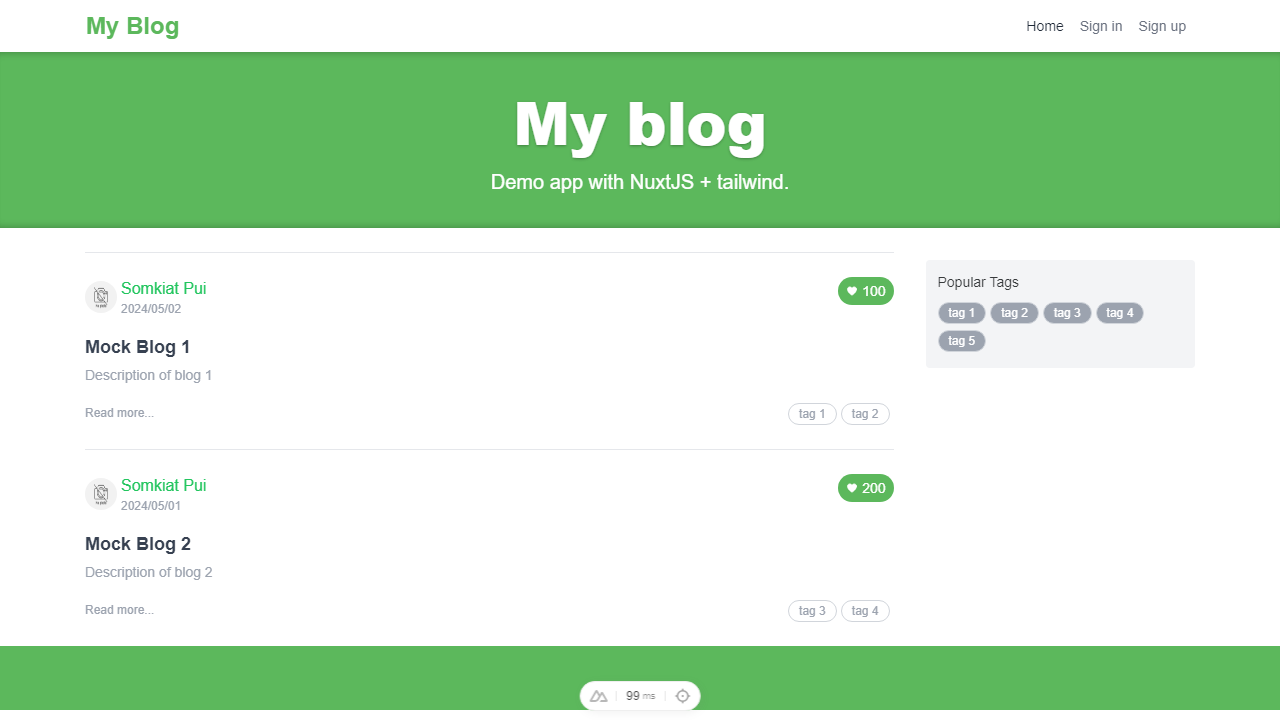 My Blog
Home Sign in Sign up
My blog
Demo app with NuxtJS + tailwind.
Somkiat Pui
2024/05/02
100
Mock Blog 1
Description of blog 1
Read more...
tag 1 tag 2
Somkiat Pui
2024/05/01
200
Mock Blog 2
Description of blog 2
Read more...
tag 3 tag 4
Popular Tags
tag 1 tag 2 tag 3 tag 4
tag 5
99 ms